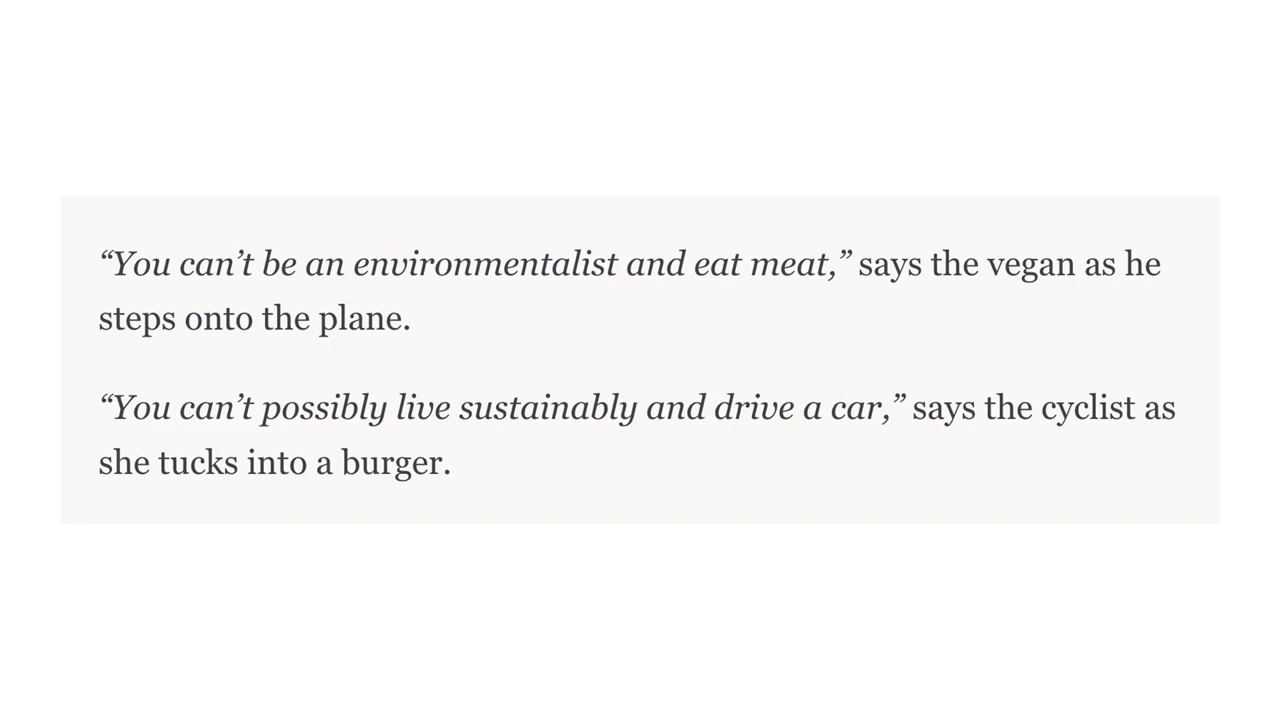 “You can’t be an environmentalist and eat meat,” says the vegan as he
steps onto the plane.
“You can’t possibly live sustainably and drive a car,” says the cyclist as
she tucks into a burger.